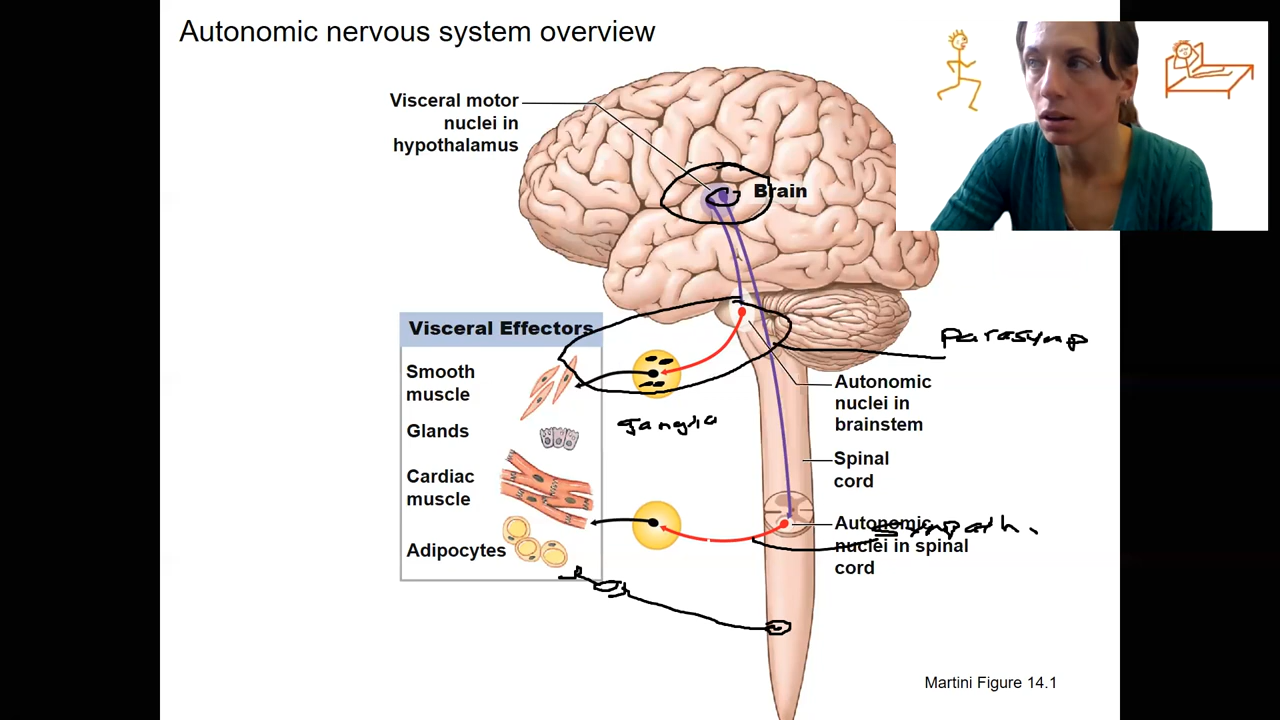 Autonomic nervous system overview
Visceral motor
nuclei in
hypothalamus
Brain
Visceral Effectors
Smooth
muscle
Glands
Cardiac
muscle
Adipocytes
ganglia
Parasymp
Autonomic
nuclei in
brainstem
Spinal
cord
sympath.
Autonomic
nuclei in spinal
cord
Martini Figure 14.1